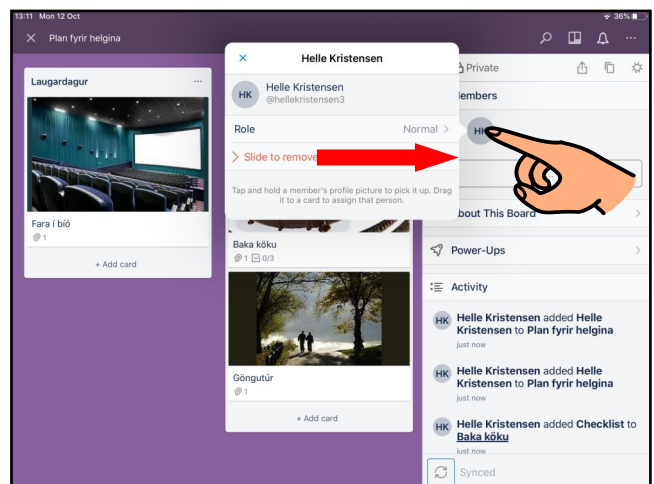 13:11 Mon 12 Oct
36%
Plan fyrir helgina
Laugardagur
Fara í bíó
1
+ Add card
Helle Kristensen
HK
Helle Kristensen
@hellekristensen3
Role
Normal
Slide to remove
Tap and hold a member's profile picture to pick it up. Drag
it to a card to assign that person.
Baka köku
1 0/3
Göngutúr
1
+ Add card
Private
Members
HK
About This Board
Power-Ups
Activity
HK
Helle Kristensen added Helle
Kristensen to Plan fyrir helgina
just now
HK
Helle Kristensen added Helle
Kristensen to Plan fyrir helgina
just now
HK
Helle Kristensen added Checklist to
Baka köku
just now
Synced